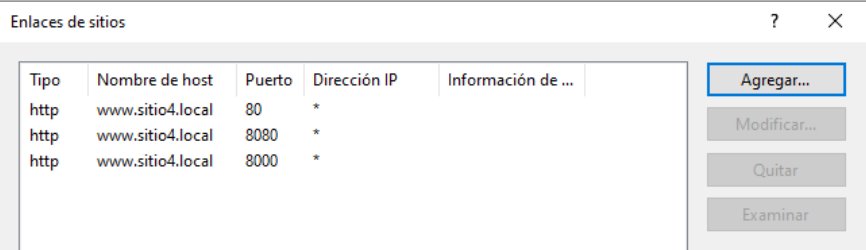 Enlaces de sitios ? ×
Tipo Nombre de host Puerto Dirección IP Información de ...
http www.sitio4.local 80 *
http www.sitio4.local 8080 *
http www.sitio4.local 8000 *
Agregar...
Modificar...
Quitar
Examinar